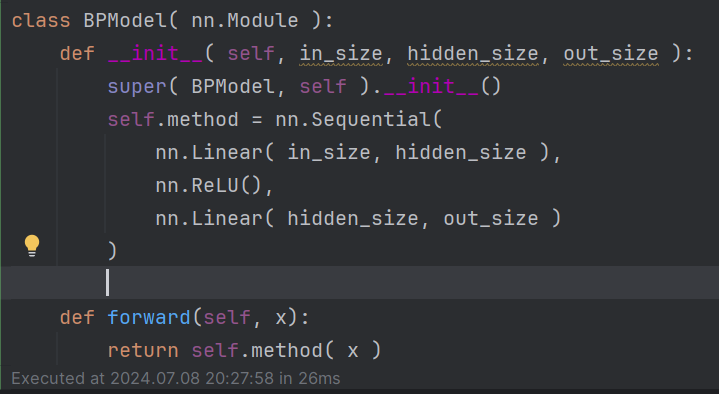 class BPModel( nn.Module ):
    def __init__( self, in_size, hidden_size, out_size ):
        super( BPModel, self ).__init__()
        self.method = nn.Sequential(
            nn.Linear( in_size, hidden_size ),
            nn.ReLU(),
            nn.Linear( hidden_size, out_size )
        )
    def forward(self, x):
        return self.method( x )
Executed at 2024.07.08 20:27:58 in 26ms